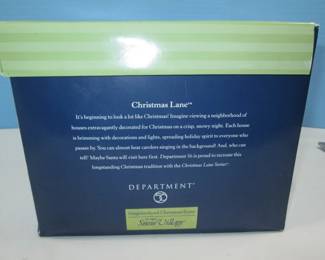 Christmas Lane™
It's beginning to look a lot like Christmas! Imagine viewing a neighborhood of
houses extravagantly decorated for Christmas on a crisp, snowy night. Each house
is brimming with decorations and lights, spreading holiday spirit to everyone who
passes by. You can almost hear carolers singing in the background! And, who can
tell? Maybe Santa will visit here first. Department 56 is proud to recreate this
longstanding Christmas tradition with the Christmas Lane Series™.
DEPARTMENT
56
Snow Village